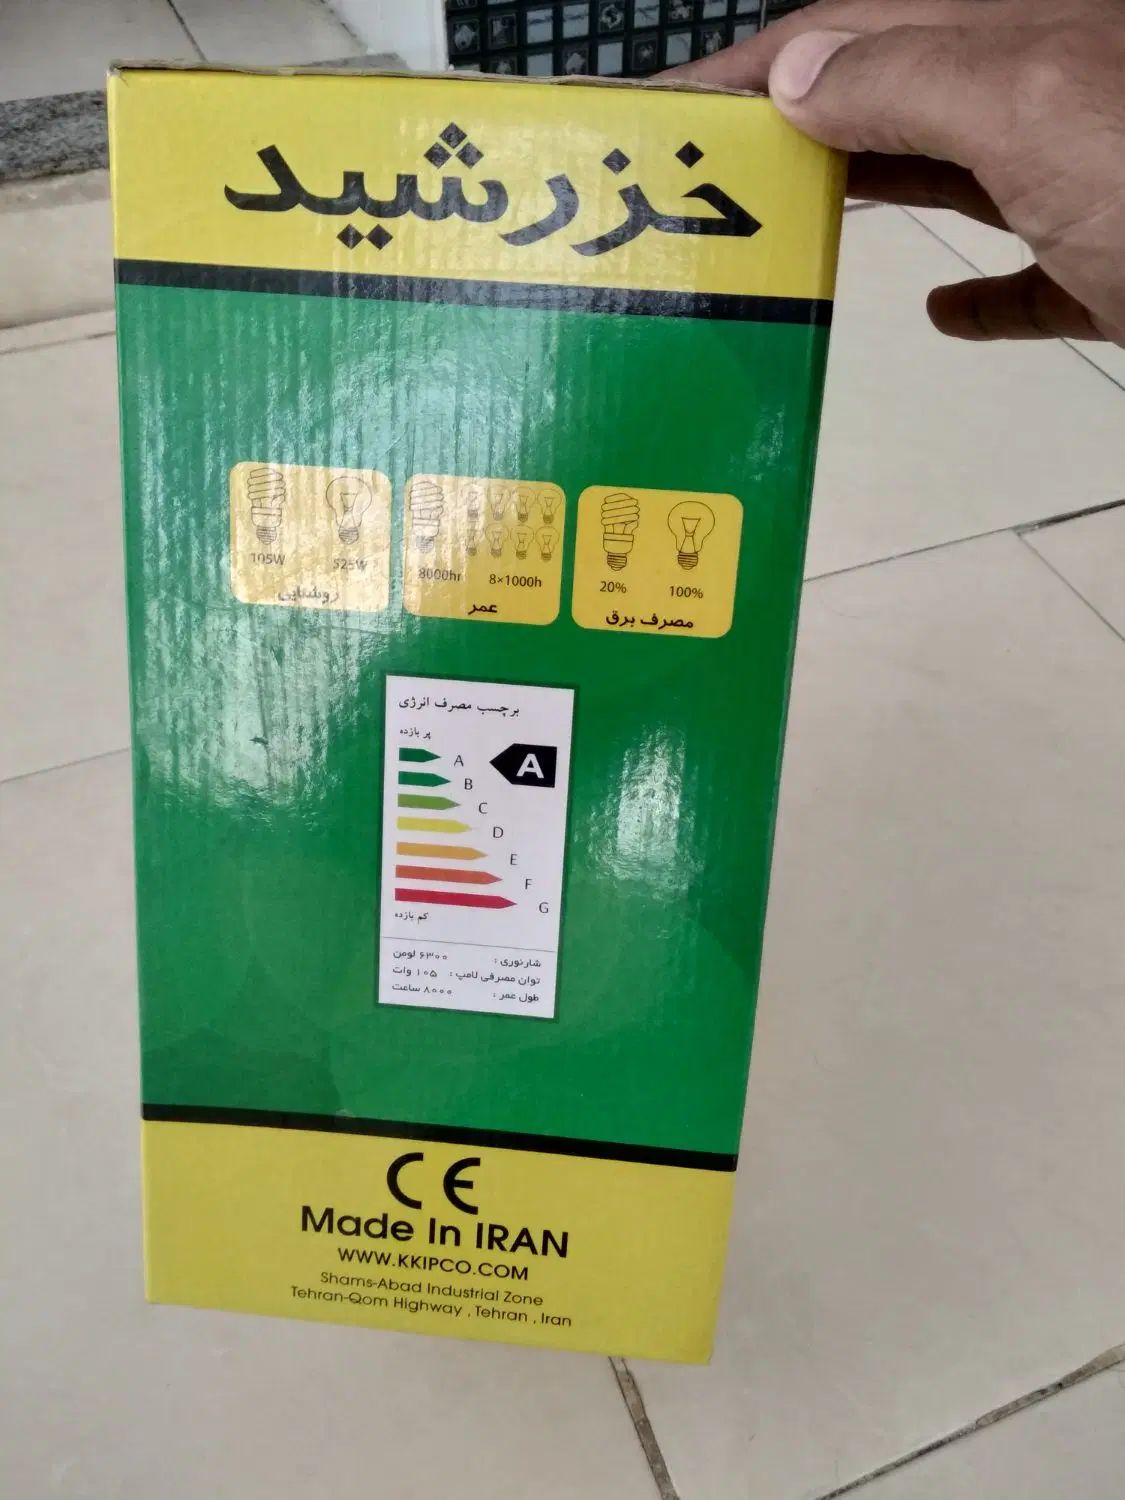 خزرشید
105W 525W
روشنایی
8000hr 8×1000h
عمر
20% 100%
مصرف برق
برچسب مصرف انرژی
پر بازده
A A
B
C
D
E
F
G
کم بازده
شارنوری : ۶۳۰۰ لومن
توان مصرفی لامپ : ۱۰۵ وات
طول عمر : ۸۰۰۰ ساعت
CE
Made In IRAN
WWW.KKIPCO.COM
Shams-Abad Industrial Zone
Tehran-Qom Highway , Tehran , Iran